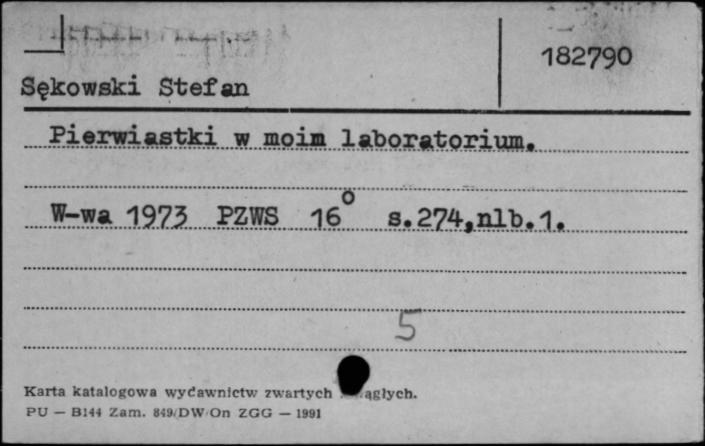 182790
Sękowski Stefan
Pierwiastki w moim laboratorium.
W-wa 1973 PZWS 16° s.274,nlb.1.
5
Karta katalogowa wydawnictw zwartych
PU — B144 Zam. 849/DW/On ZGG — 1991